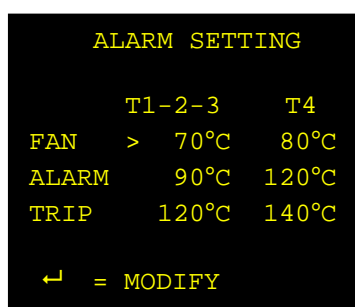 ALARM SETTING
T1-2-3 T4
FAN > 70°C 80°C
ALARM 90°C 120°C
TRIP 120°C 140°C
↵ = MODIFY